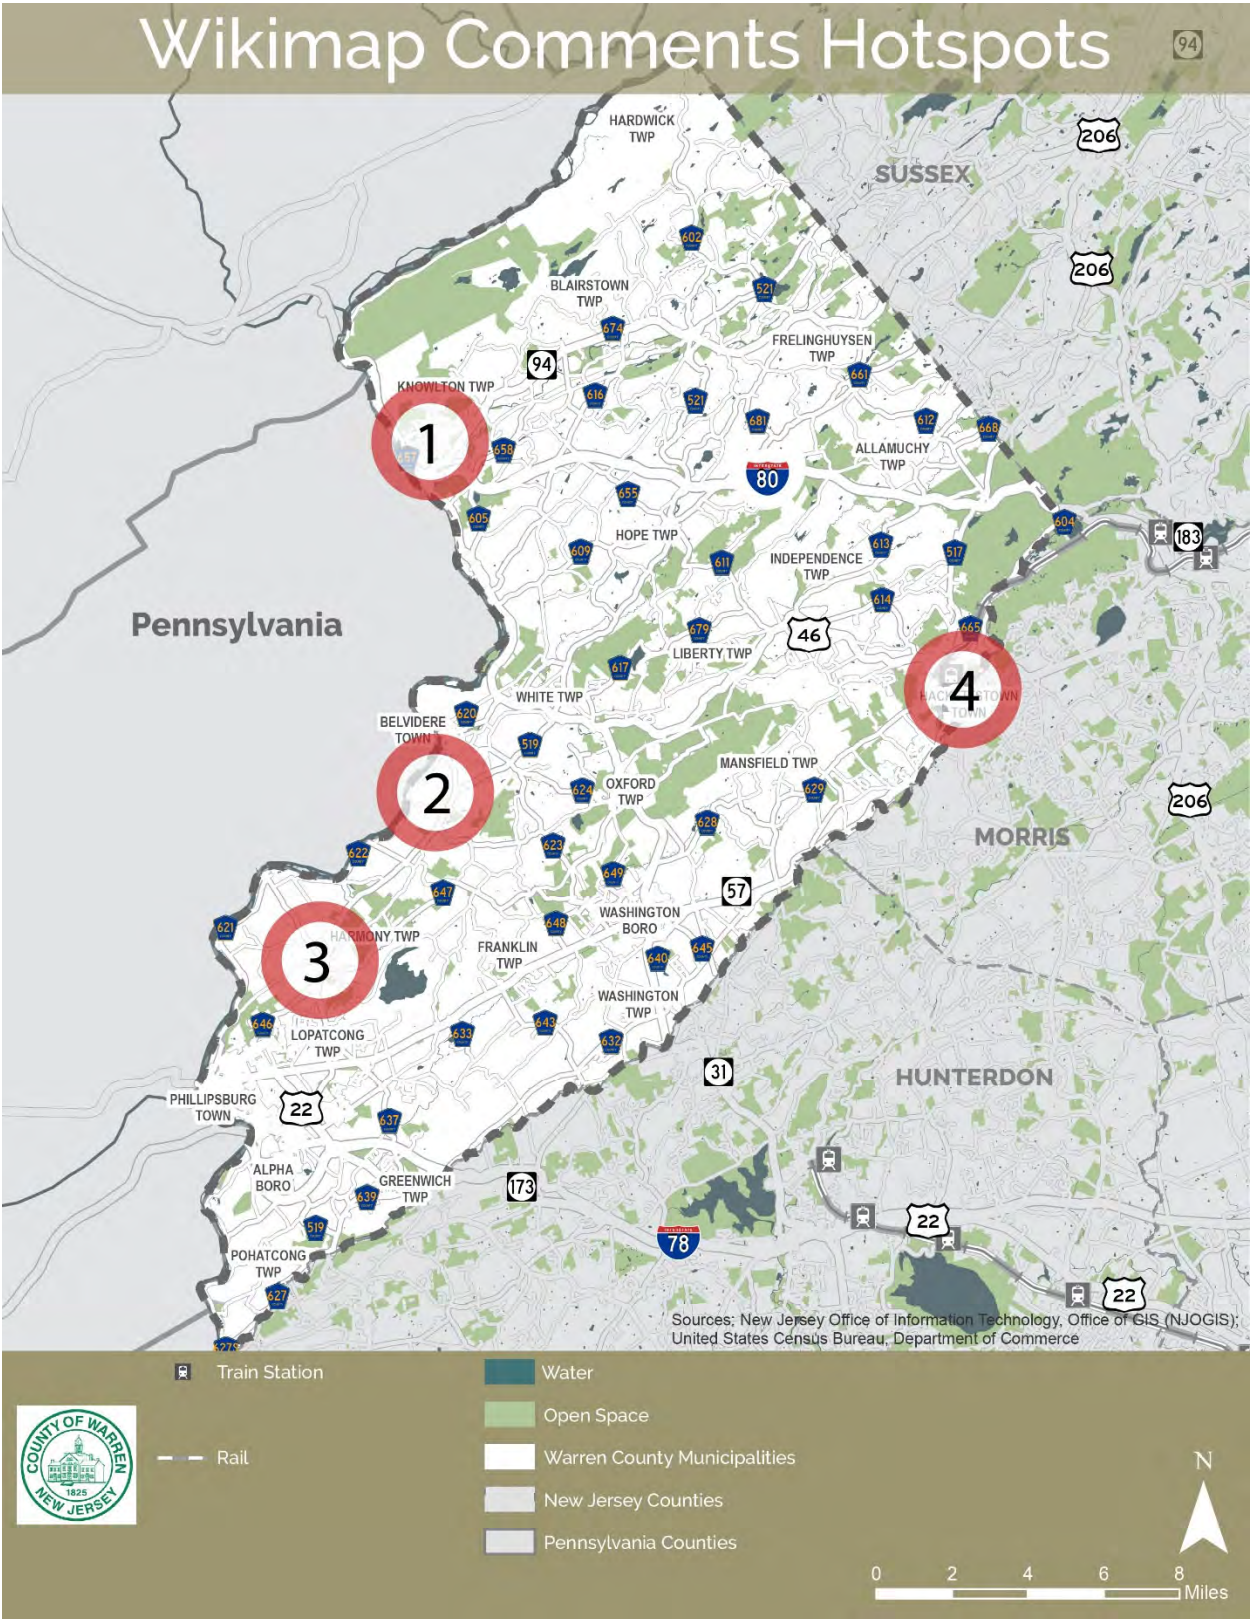 Wikimap Comments Hotspots
94
HARDWICK
TWP
206
SUSSEX
602
206
BLAIRSTOWN
TWP
521
674
FRELINGHUYSEN
TWP
94
661
KNOWLTON TWP
616
521
681
612
668
1
657
658
ALLAMUCHY
TWP
INTERSTATE
80
655
605
604
183
HOPE TWP
609
613
517
611
INDEPENDENCE
TWP
614
Pennsylvania
679
46
665
LIBERTY TWP
617
4
HACKETTSTOWN
TOWN
WHITE TWP
620
BELVIDERE
TOWN
519
MANSFIELD TWP
2
624
OXFORD
TWP
629
206
628
MORRIS
622
623
649
647
57
WASHINGTON
BORO
621
648
HARMONY TWP
FRANKLIN
TWP
645
640
3
WASHINGTON
TWP
646
643
633
LOPATCONG
TWP
632
31
HUNTERDON
PHILLIPSBURG
TOWN
22
637
ALPHA
BORO
GREENWICH
TWP
173
639
22
519
INTERSTATE
78
POHATCONG
TWP
627
22
Sources: New Jersey Office of Information Technology, Office of GIS (NJOGIS);
United States Census Bureau, Department of Commerce
Train Station
Water
COUNTY OF WARREN
1825
NEW JERSEY
Open Space
Rail
Warren County Municipalities
New Jersey Counties
Pennsylvania Counties
N
0 2 4 6 8
Miles